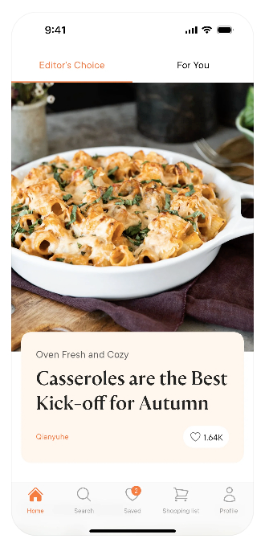 9:41
Editor's Choice
For You
Oven Fresh and Cozy
Casseroles are the Best
Kick-off for Autumn
Qianyuhe
1.64K
Home
Search
Saved
Shopping list
Profile